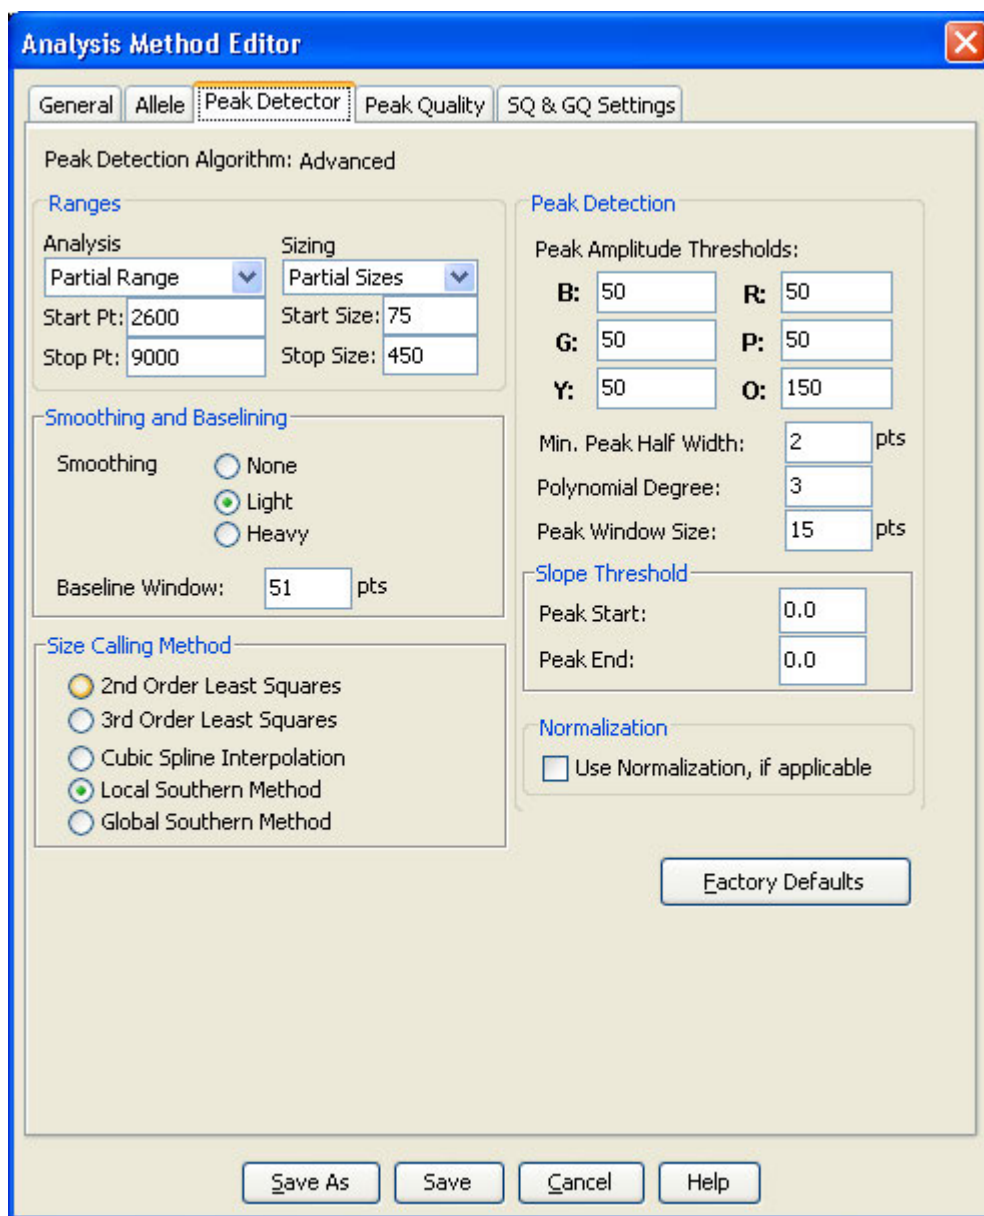 Analysis Method Editor
General Allele Peak Detector Peak Quality SQ & GQ Settings
Peak Detection Algorithm: Advanced
Ranges
Analysis Sizing
Partial Range Partial Sizes
Start Pt: 2600 Start Size: 75
Stop Pt: 9000 Stop Size: 450
Smoothing and Baselining
Smoothing None
Light
Heavy
Baseline Window: 51 pts
Size Calling Method
2nd Order Least Squares
3rd Order Least Squares
Cubic Spline Interpolation
Local Southern Method
Global Southern Method
Peak Detection
Peak Amplitude Thresholds:
B: 50 R: 50
G: 50 P: 50
Y: 50 O: 150
Min. Peak Half Width: 2 pts
Polynomial Degree: 3
Peak Window Size: 15 pts
Slope Threshold
Peak Start: 0.0
Peak End: 0.0
Normalization
Use Normalization, if applicable
Factory Defaults
Save As Save Cancel Help